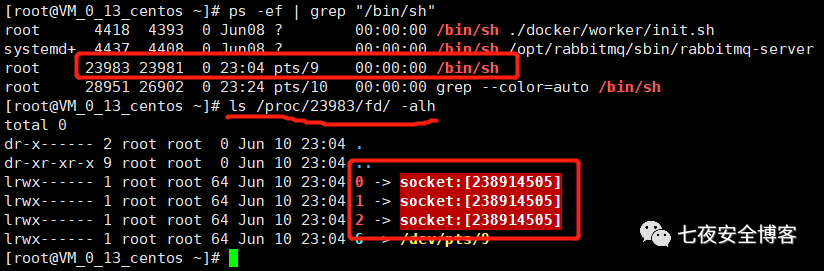 [root@VM_0_13_centos ~]# ps -ef | grep "/bin/sh"
root      4418  4393  0 Jun08 ?        00:00:00 /bin/sh ./docker/worker/init.sh
systemd+  4437  4408  0 Jun08 ?        00:00:00 /bin/sh /opt/rabbitmq/sbin/rabbitmq-server
root     23983 23981  0 23:04 pts/9    00:00:00 /bin/sh
root     28951 26902  0 23:24 pts/10   00:00:00 grep --color=auto /bin/sh
[root@VM_0_13_centos ~]# ls /proc/23983/fd/ -alh
total 0
dr-x------ 2 root root  0 Jun 10 23:04 .
dr-xr-xr-x 9 root root  0 Jun 10 23:04 ..
lrwx------ 1 root root 64 Jun 10 23:04 0 -> socket:[238914505]
lrwx------ 1 root root 64 Jun 10 23:04 1 -> socket:[238914505]
lrwx------ 1 root root 64 Jun 10 23:04 2 -> socket:[238914505]
lrwx------ 1 root root 64 Jun 10 23:04 6 -> /dev/pts/9
[root@VM_0_13_centos ~]#
七夜安全博客